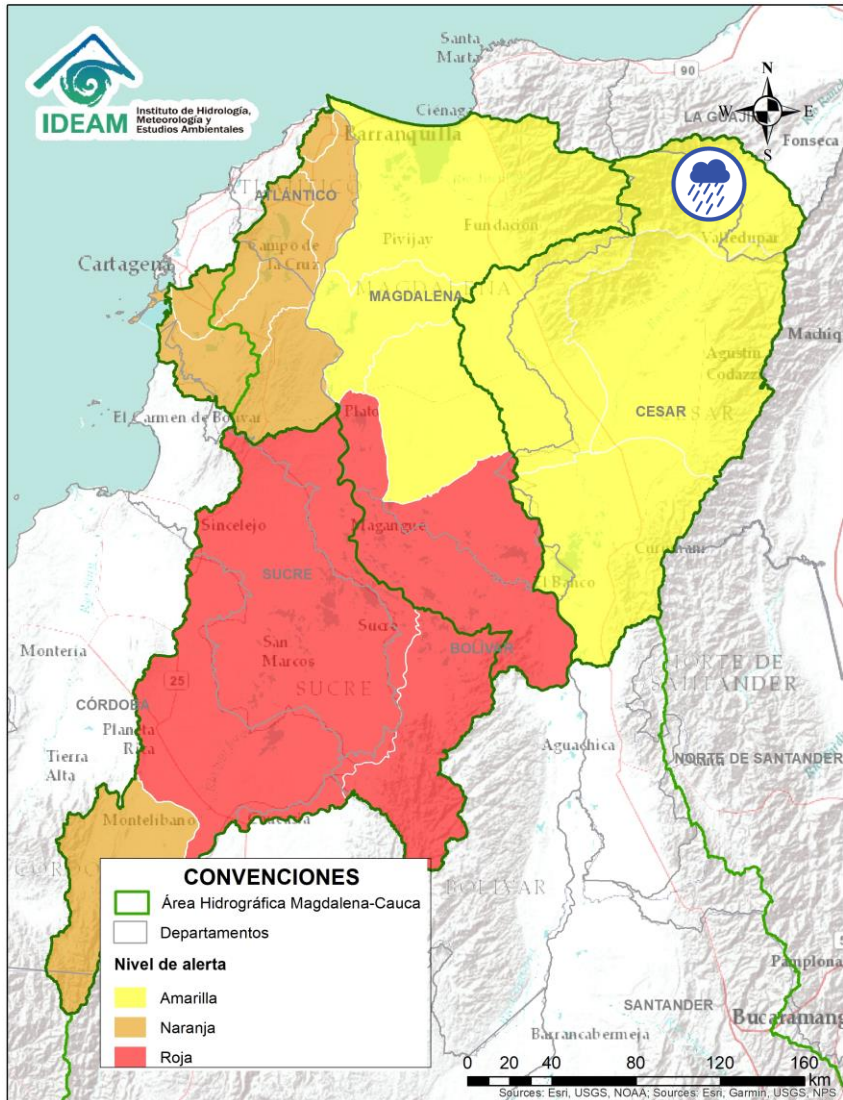 IDEAM
Instituto de Hidrología,
Meteorología y
Estudios Ambientales
Santa
Marta
90
N
W
E
S
LA GUAJIRA
Ciénaga
Fonseca
Barranquilla
ATLÁNTICO
Fundación
Pivijay
Valledupar
Campo de
la Cruz
Cartagena
MAGDALENA
Machiq
Agustín
Codazzi
CESAR
El Carmen de Bolívar
Plato
Sincelejo
Magangué
Curumaní
El Banco
SUCRE
Sucre
Montería
San
Marcos
BOLÍVAR
SUCRE
NORTE DE
SANTANDER
25
CÓRDOBA
Planeta
Rica
Tierra
Alta
Aguachica
NORTE DE SANTANDER
Montelíbano
Caucasia
BOLÍVAR
CONVENCIONES
Área Hidrográfica Magdalena-Cauca
Departamentos
Nivel de alerta
Amarilla
Naranja
Roja
Pamplona
SANTANDER
Bucaramang
Barrancabermeja
0 20 40 80 120 160
km
Sources: Esri, USGS, NOAA; Sources: Esri, Garmin, USGS, NPS